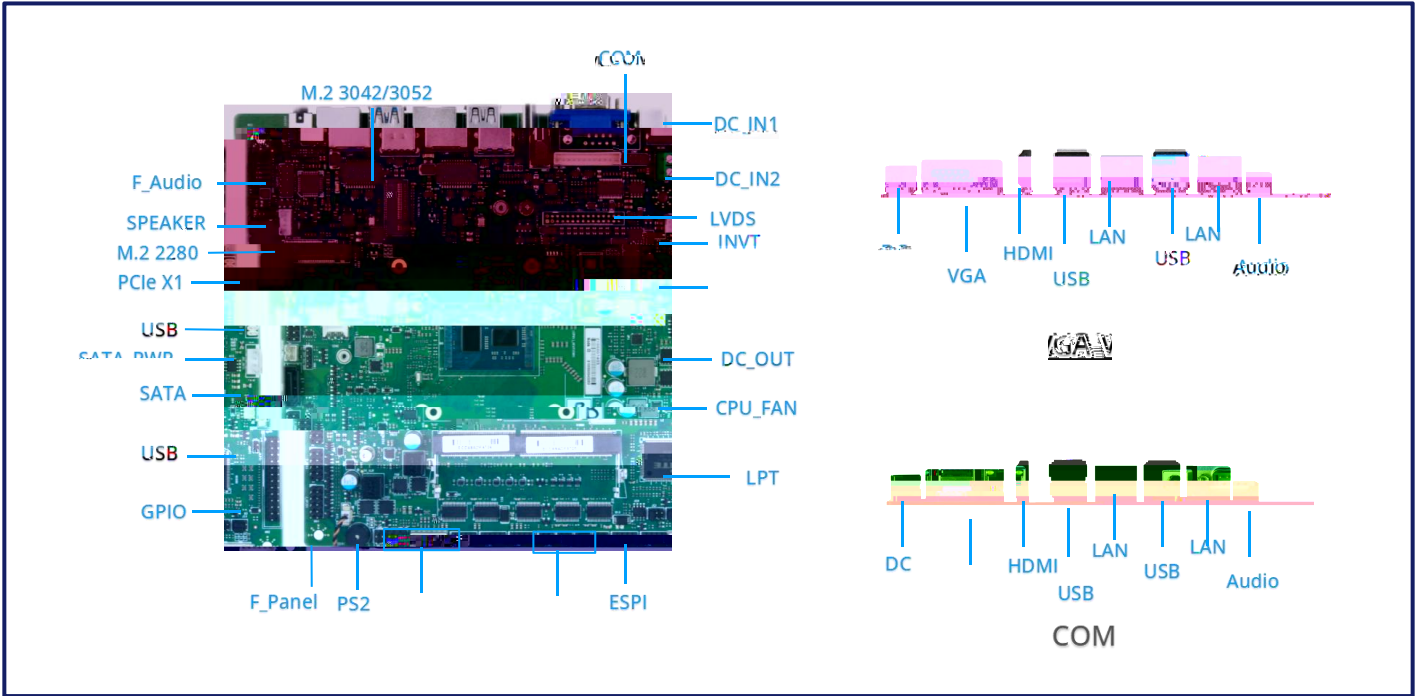 M.2 3042/3052
F_Audio
SPEAKER
M.2 2280
PCIe X1
USB
SATA
USB
GPIO
F_Panel
PS2
ESPI
DC_IN1
DC_IN2
LVDS
INVT
DC_OUT
CPU_FAN
LPT
VGA
HDMI
USB
LAN
USB
LAN
Audio
DC
HDMI
USB
LAN
USB
LAN
Audio
COM